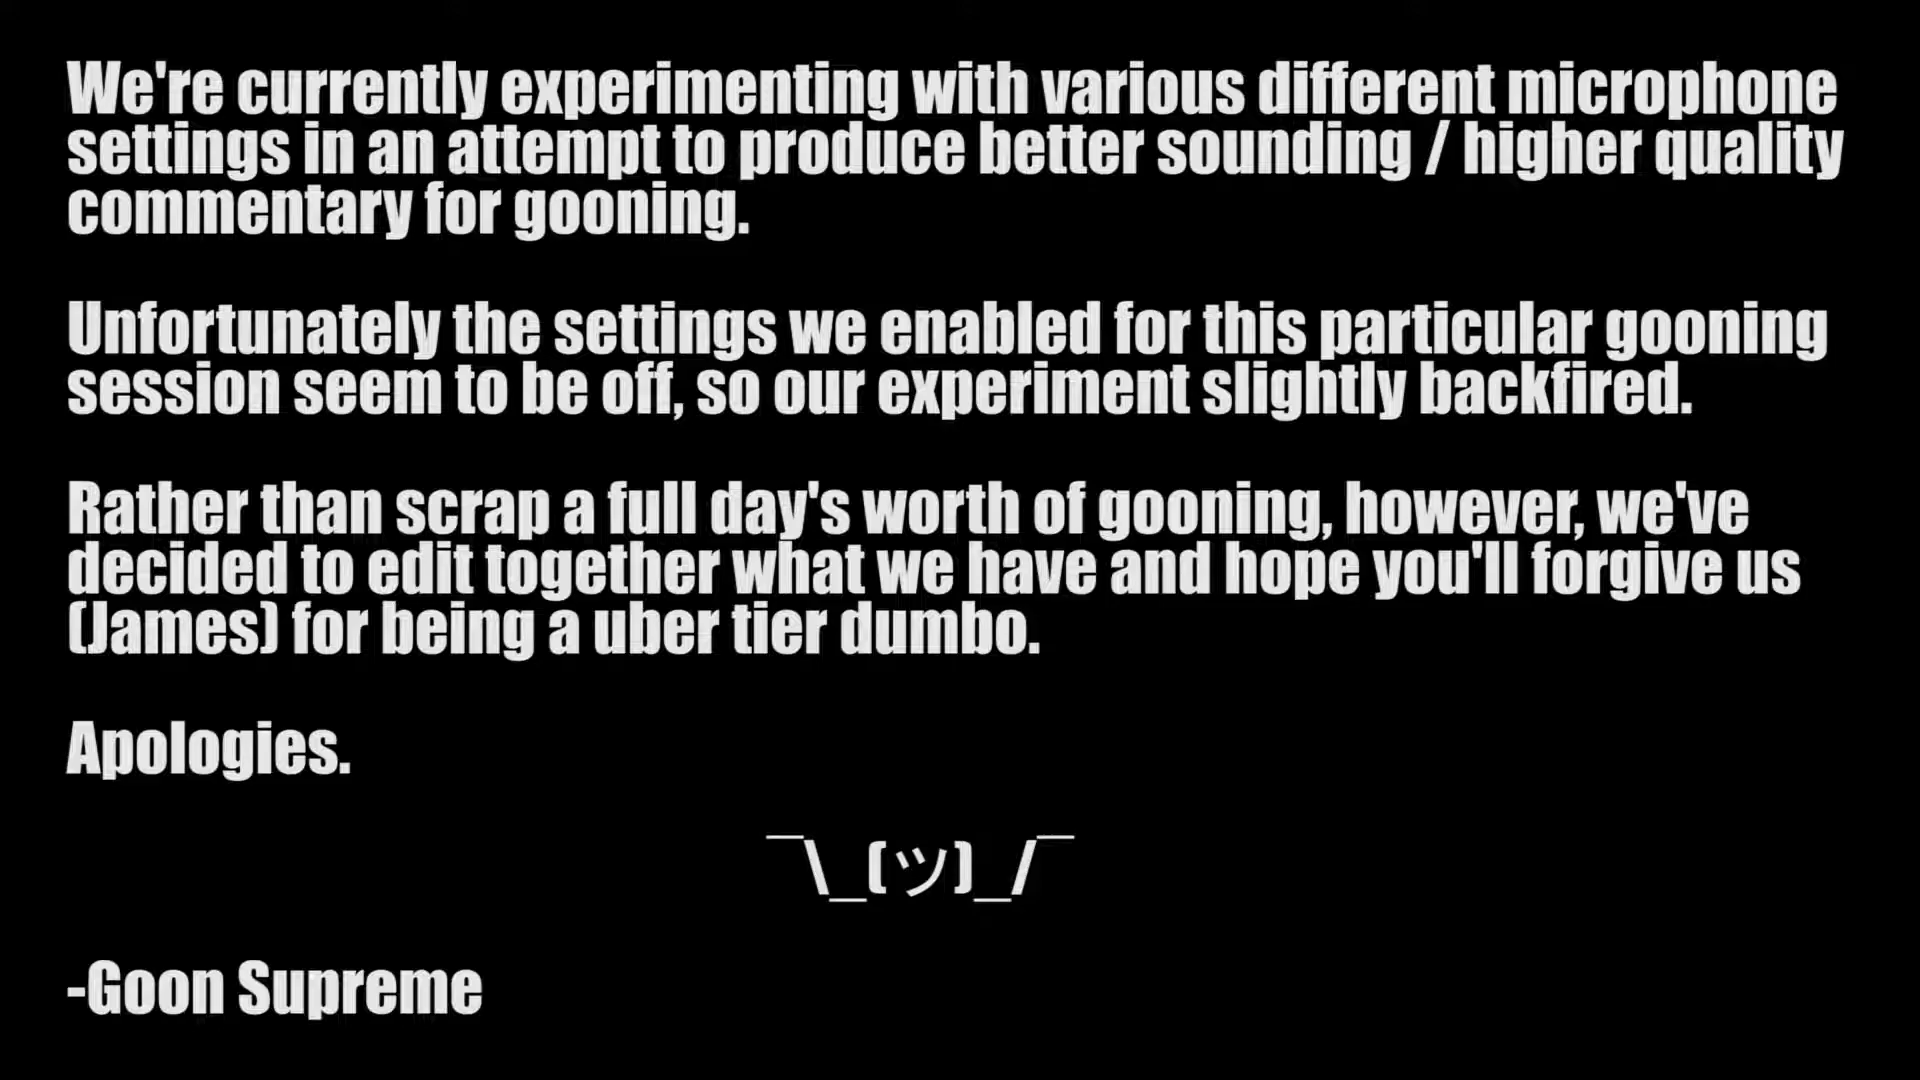 We're currently experimenting with various different microphone
settings in an attempt to produce better sounding / higher quality
commentary for gooning.
Unfortunately the settings we enabled for this particular gooning
session seem to be off, so our experiment slightly backfired.
Rather than scrap a full day's worth of gooning, however, we've
decided to edit together what we have and hope you'll forgive us
(James) for being a uber tier dumbo.
Apologies.
¯\_(ツ)_/¯
-Goon Supreme